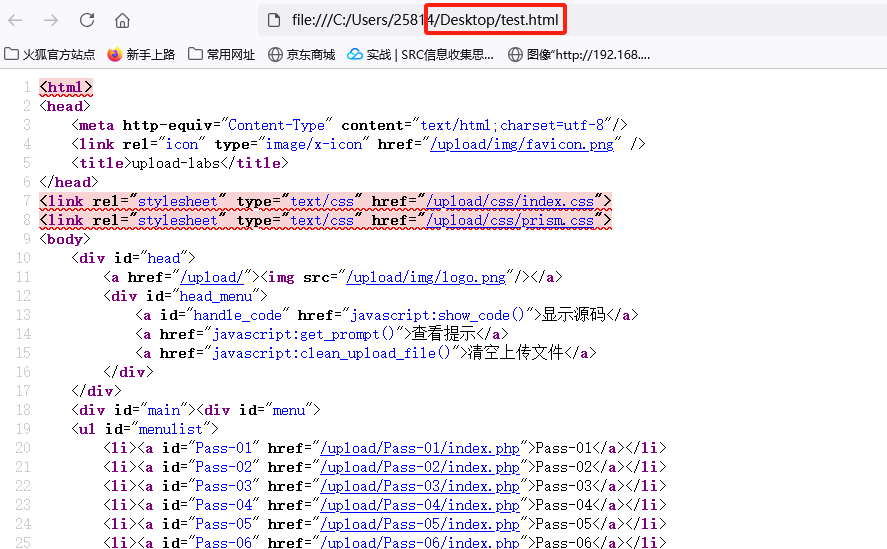 file:///C:/Users/25814/Desktop/test.html
火狐官方站点 新手上路 常用网址 京东商城 实战 | SRC信息收集思... 图像"http://192.168....
1 <html>
2 <head>
3 <meta http-equiv="Content-Type" content="text/html;charset=utf-8"/>
4 <link rel="icon" type="image/x-icon" href="/upload/img/favicon.png" />
5 <title>upload-labs</title>
6 </head>
7 <link rel="stylesheet" type="text/css" href="/upload/css/index.css">
8 <link rel="stylesheet" type="text/css" href="/upload/css/prism.css">
9 <body>
10 <div id="head">
11 <a href="/upload/"><img src="/upload/img/logo.png"/></a>
12 <div id="head_menu">
13 <a id="handle_code" href="javascript:show_code()">显示源码</a>
14 <a href="javascript:get_prompt()">查看提示</a>
15 <a href="javascript:clean_upload_file()">清空上传文件</a>
16 </div>
17 </div>
18 <div id="main"><div id="menu">
19 <ul id="menulist">
20 <li><a id="Pass-01" href="/upload/Pass-01/index.php">Pass-01</a></li>
21 <li><a id="Pass-02" href="/upload/Pass-02/index.php">Pass-02</a></li>
22 <li><a id="Pass-03" href="/upload/Pass-03/index.php">Pass-03</a></li>
23 <li><a id="Pass-04" href="/upload/Pass-04/index.php">Pass-04</a></li>
24 <li><a id="Pass-05" href="/upload/Pass-05/index.php">Pass-05</a></li>
25 <li><a id="Pass-06" href="/upload/Pass-06/index.php">Pass-06</a></li>